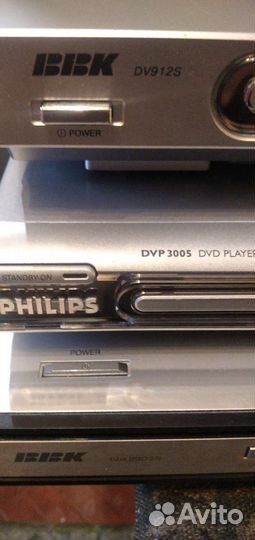 BBK DV912S
POWER
DVP 3005 DVD PLAYER
STANDBY-ON
PHILIPS
POWER
BBK
Avito